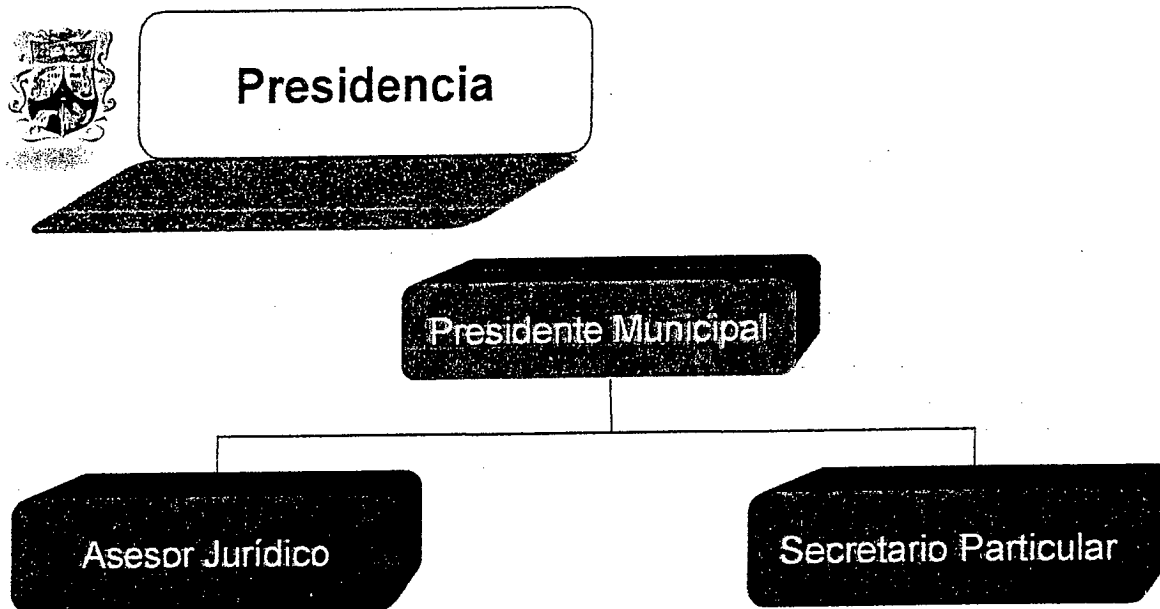 Presidencia
Presidente Municipal
Asesor Jurídico
Secretario Particular